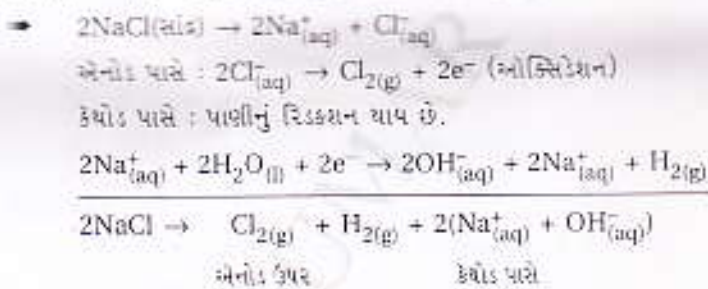 ➠ 2NaCl(સાંદ્ર) → 2Na⁺(aq) + Cl⁻(aq)
એનોડ પાસે : 2Cl⁻(aq) → Cl₂(g) + 2e⁻ (ઓક્સિડેશન)
કેથોડ પાસે : પાણીનું રિડક્શન થાય છે.
2Na⁺(aq) + 2H₂O(l) + 2e⁻ → 2OH⁻(aq) + 2Na⁺(aq) + H₂(g)
2NaCl → Cl₂(g) + H₂(g) + 2(Na⁺(aq) + OH⁻(aq))
એનોડ ઉપર કેથોડ પાસે